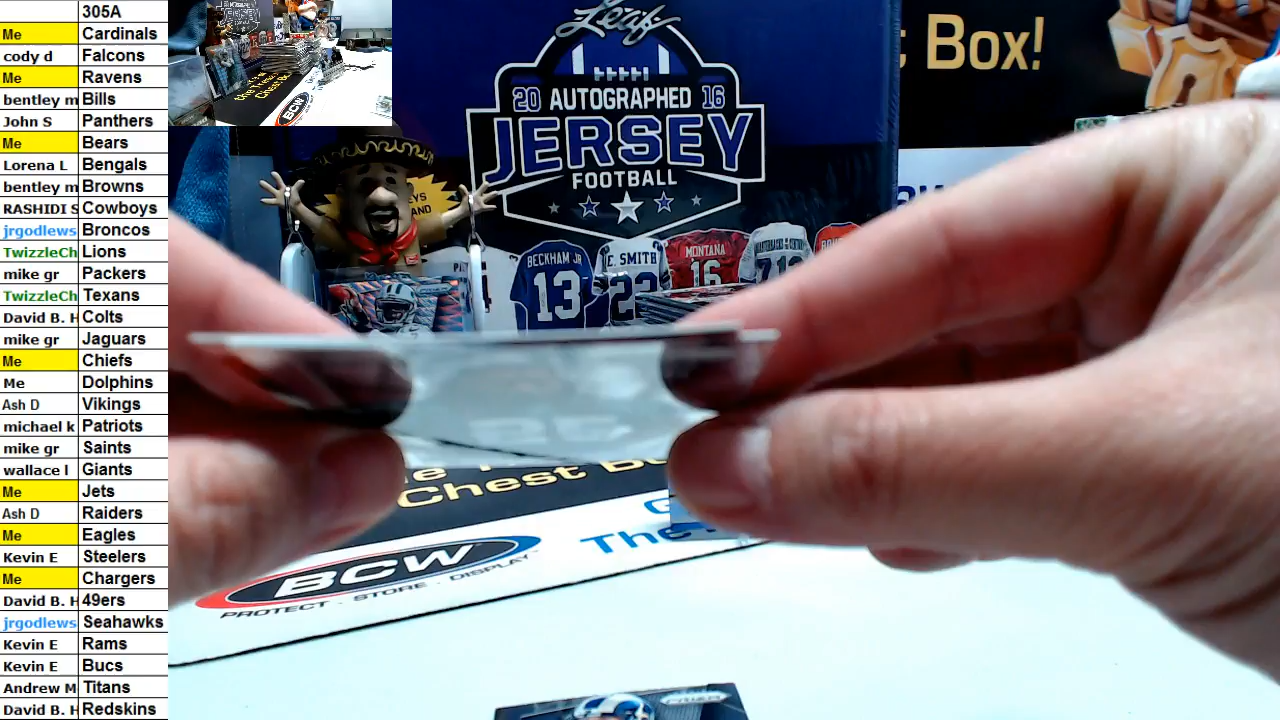 305A
Me Cardinals
cody d Falcons
Me Ravens
bentley m Bills
John S Panthers
Me Bears
Lorena L Bengals
bentley m Browns
RASHIDI S Cowboys
jrgodlews Broncos
TwizzleCh Lions
mike gr Packers
TwizzleCh Texans
David B. H Colts
mike gr Jaguars
Me Chiefs
Me Dolphins
Ash D Vikings
michael k Patriots
mike gr Saints
wallace l Giants
Me Jets
Ash D Raiders
Me Eagles
Kevin E Steelers
Me Chargers
David B. H 49ers
jrgodlews Seahawks
Kevin E Rams
Kevin E Bucs
Andrew M Titans
David B. H Redskins
Leaf
20 AUTOGRAPHED 16
JERSEY
FOOTBALL
BECKHAM JR
13
E. SMITH
22
MONTANA
16
t Box!
Chest
BCW
PROTECT · STORE · DISPLAY
The
PRIZM